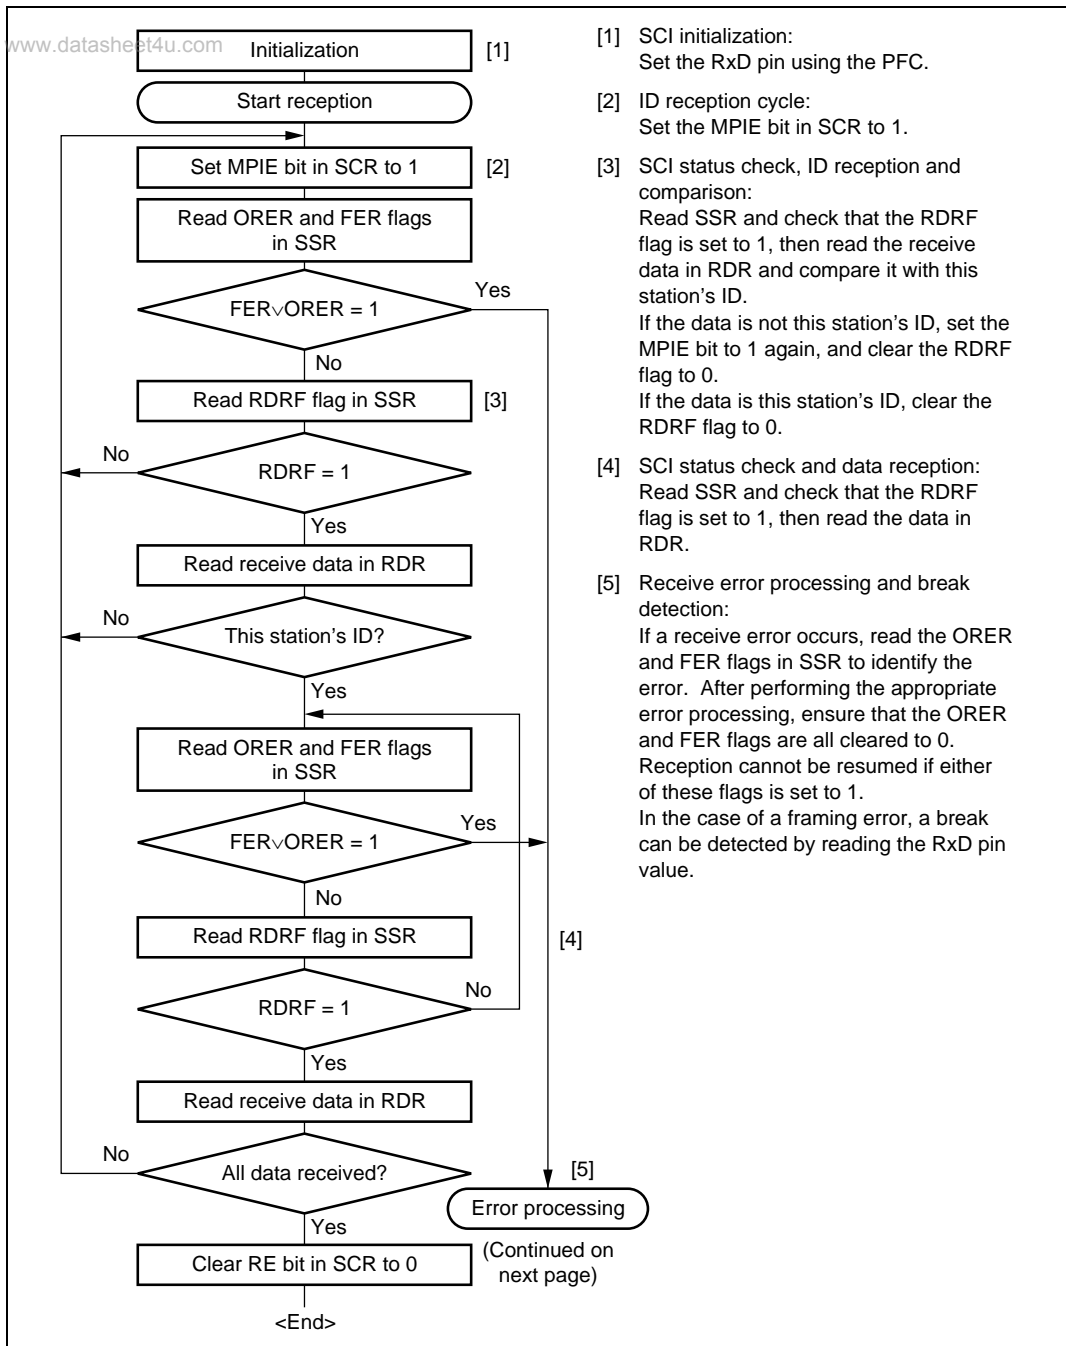 www.datasheet4u.com
Initialization
[1]
Start reception
Set MPIE bit in SCR to 1
[2]
Read ORER and FER flags
in SSR
FER∨ORER = 1
Yes
No
Read RDRF flag in SSR
[3]
No
RDRF = 1
Yes
Read receive data in RDR
No
This station's ID?
Yes
Read ORER and FER flags
in SSR
FER∨ORER = 1
Yes
No
Read RDRF flag in SSR
[4]
RDRF = 1
No
Yes
Read receive data in RDR
No
All data received?
[5]
Error processing
Yes
Clear RE bit in SCR to 0
(Continued on
next page)
<End>
[1] SCI initialization:
Set the RxD pin using the PFC.
[2] ID reception cycle:
Set the MPIE bit in SCR to 1.
[3] SCI status check, ID reception and
comparison:
Read SSR and check that the RDRF
flag is set to 1, then read the receive
data in RDR and compare it with this
station's ID.
If the data is not this station's ID, set the
MPIE bit to 1 again, and clear the RDRF
flag to 0.
If the data is this station's ID, clear the
RDRF flag to 0.
[4] SCI status check and data reception:
Read SSR and check that the RDRF
flag is set to 1, then read the data in
RDR.
[5] Receive error processing and break
detection:
If a receive error occurs, read the ORER
and FER flags in SSR to identify the
error. After performing the appropriate
error processing, ensure that the ORER
and FER flags are all cleared to 0.
Reception cannot be resumed if either
of these flags is set to 1.
In the case of a framing error, a break
can be detected by reading the RxD pin
value.